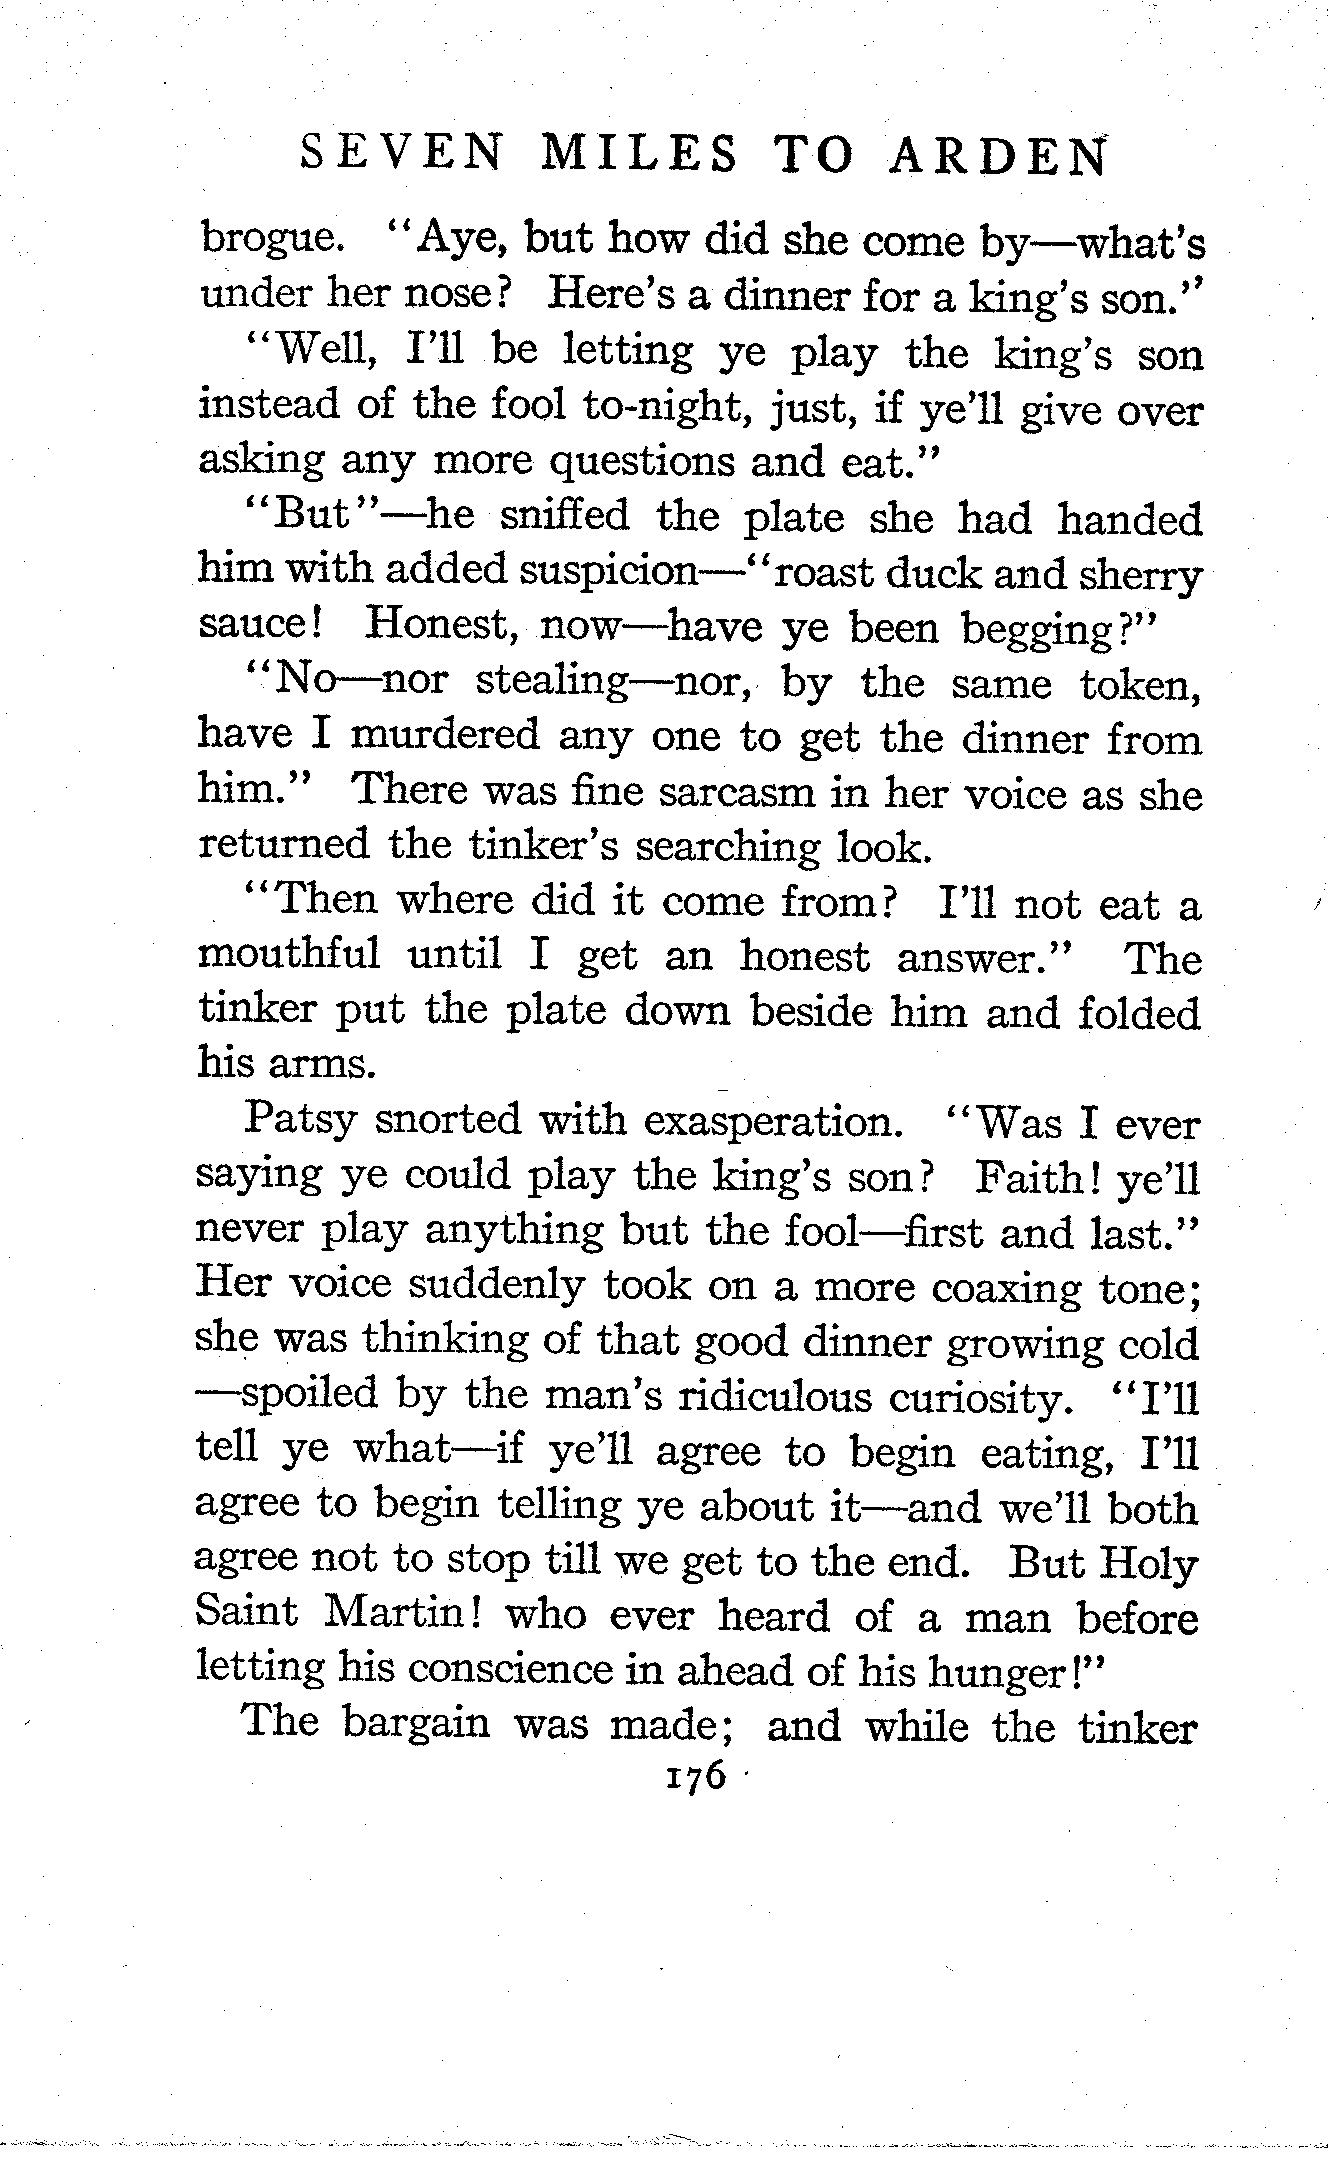 SEVEN MILES TO ARDEN
brogue. "Aye, but how did she come by—what's
under her nose? Here's a dinner for a king's son."
"Well, I'll be letting ye play the king's son
instead of the fool to-night, just, if ye'll give over
asking any more questions and eat."
"But"—he sniffed the plate she had handed
him with added suspicion—"roast duck and sherry
sauce! Honest, now—have ye been begging?"
"No—nor stealing—nor, by the same token,
have I murdered any one to get the dinner from
him." There was fine sarcasm in her voice as she
returned the tinker's searching look.
"Then where did it come from? I'll not eat a
mouthful until I get an honest answer." The
tinker put the plate down beside him and folded
his arms.
Patsy snorted with exasperation. "Was I ever
saying ye could play the king's son? Faith! ye'll
never play anything but the fool—first and last."
Her voice suddenly took on a more coaxing tone;
she was thinking of that good dinner growing cold
—spoiled by the man's ridiculous curiosity. "I'll
tell ye what—if ye'll agree to begin eating, I'll
agree to begin telling ye about it—and we'll both
agree not to stop till we get to the end. But Holy
Saint Martin! who ever heard of a man before
letting his conscience in ahead of his hunger!"
The bargain was made; and while the tinker
176